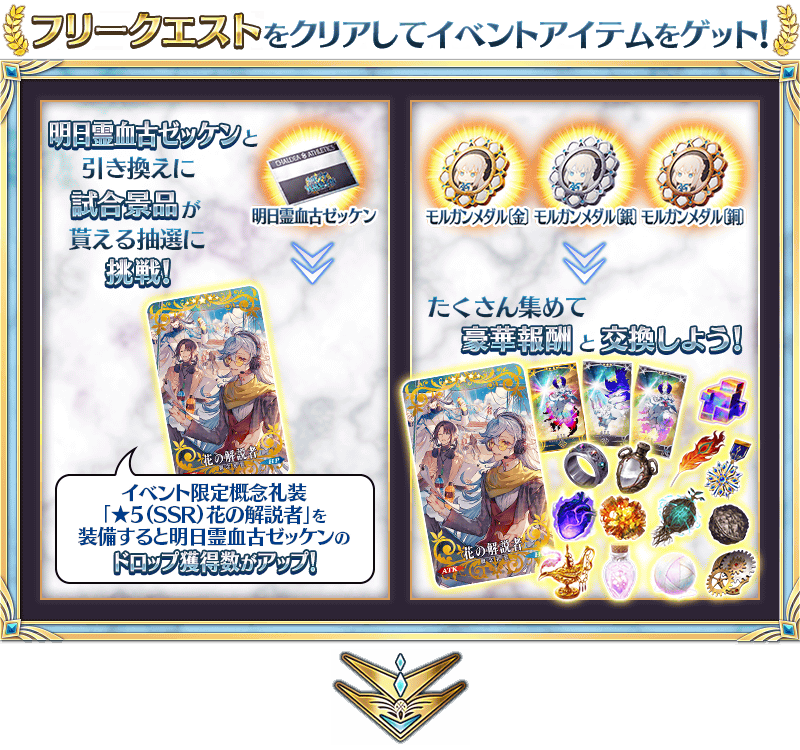 フリークエストをクリアしてイベントアイテムをゲット!
明日霊血古ゼッケンと
引き換えに
試合景品が
貰える抽選に
挑戦!
CHALDEA ATHLETICS
明日霊血古ゼッケン
花の解説者
HP
イベント限定概念礼装
「★5(SSR)花の解説者」を
装備すると明日霊血古ゼッケンの
ドロップ獲得数がアップ!
モルガンメダル[金] モルガンメダル[銀] モルガンメダル[銅]
たくさん集めて
豪華報酬と交換しよう!
花の解説者
ATK